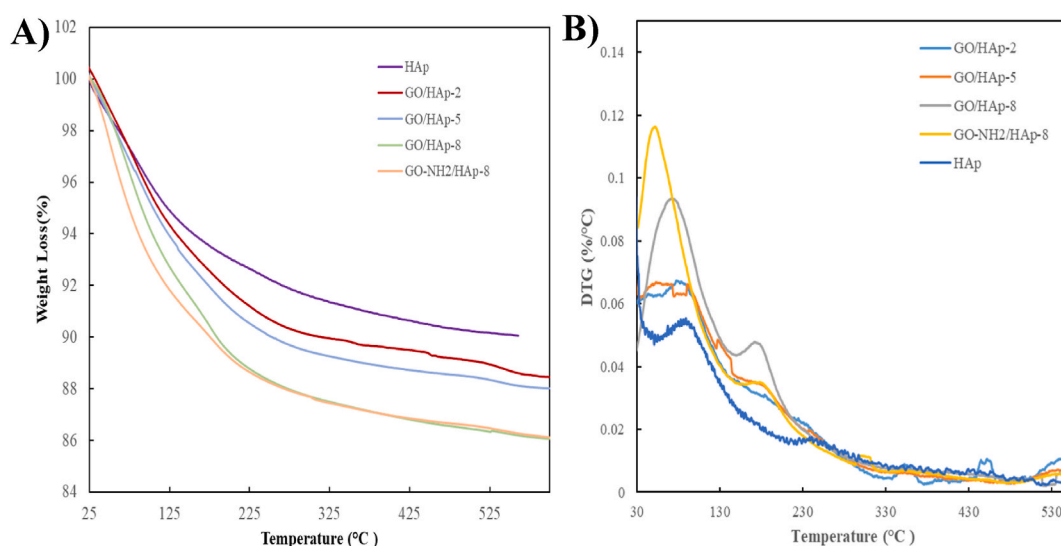 A)
102
100
98
96
94
92
90
88
86
84
Weight Loss(%)
25 125 225 325 425 525
Temperature (°C )
HAp
GO/HAp-2
GO/HAp-5
GO/HAp-8
GO-NH2/HAp-8
B)
0.14
0.12
0.1
0.08
0.06
0.04
0.02
0
DTG (%/°C)
30 130 230 330 430 530
Temperature (°C )
GO/HAp-2
GO/HAp-5
GO/HAp-8
GO-NH2/HAp-8
HAp